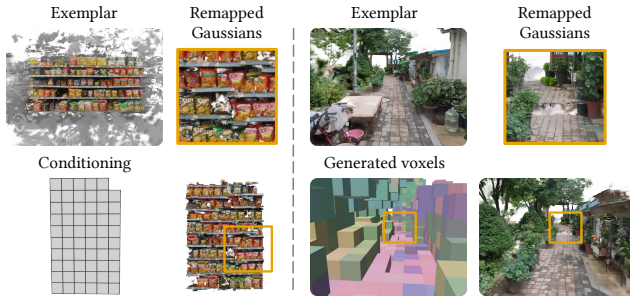 Exemplar
Remapped
Gaussians
Exemplar
Remapped
Gaussians
Conditioning
Generated voxels